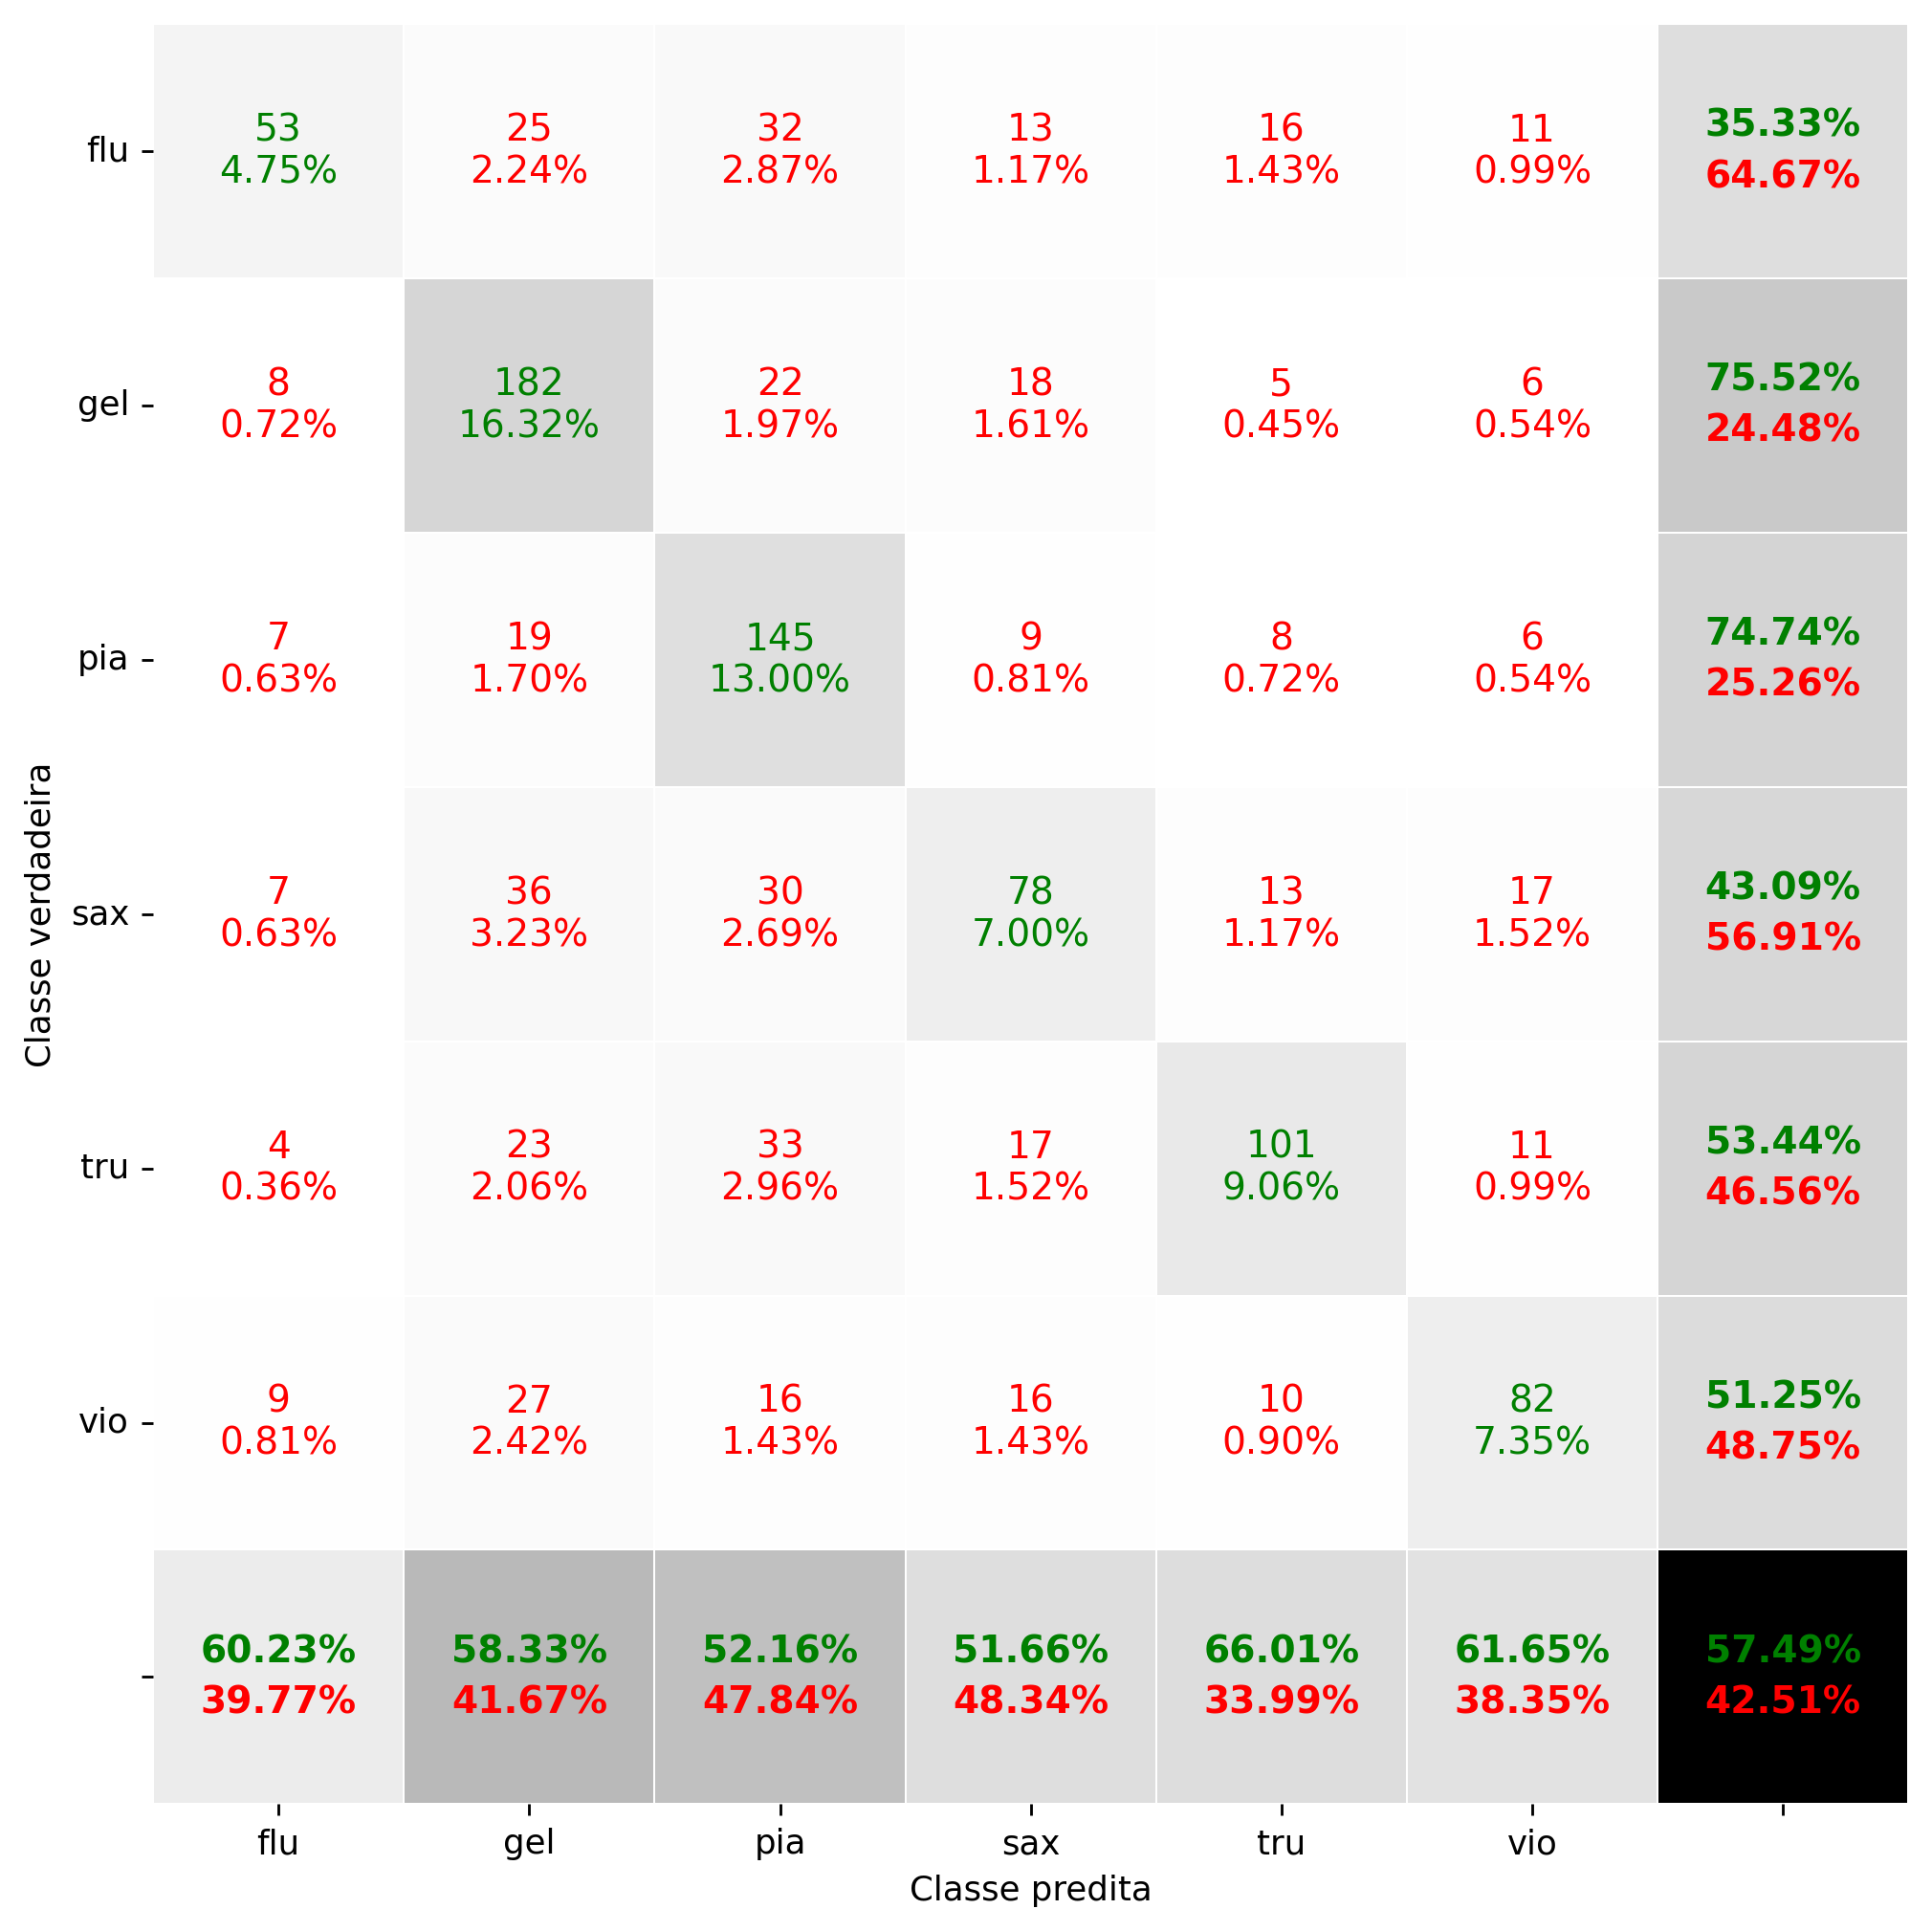 53 25 32 13 16 11 35.33%
flu 4.75% 2.24% 2.87% 1.17% 1.43% 0.99% 64.67%
8 182 22 18 5 6 75.52%
gel 0.72% 16.32% 1.97% 1.61% 0.45% 0.54% 24.48%
7 19 145 9 8 6 74.74%
pia 0.63% 1.70% 13.00% 0.81% 0.72% 0.54% 25.26%
Classe verdadeira
7 36 30 78 13 17 43.09%
sax 0.63% 3.23% 2.69% 7.00% 1.17% 1.52% 56.91%
4 23 33 17 101 11 53.44%
tru 0.36% 2.06% 2.96% 1.52% 9.06% 0.99% 46.56%
9 27 16 16 10 82 51.25%
vio 0.81% 2.42% 1.43% 1.43% 0.90% 7.35% 48.75%
60.23% 58.33% 52.16% 51.66% 66.01% 61.65% 57.49%
39.77% 41.67% 47.84% 48.34% 33.99% 38.35% 42.51%
flu gel pia sax tru vio
Classe predita